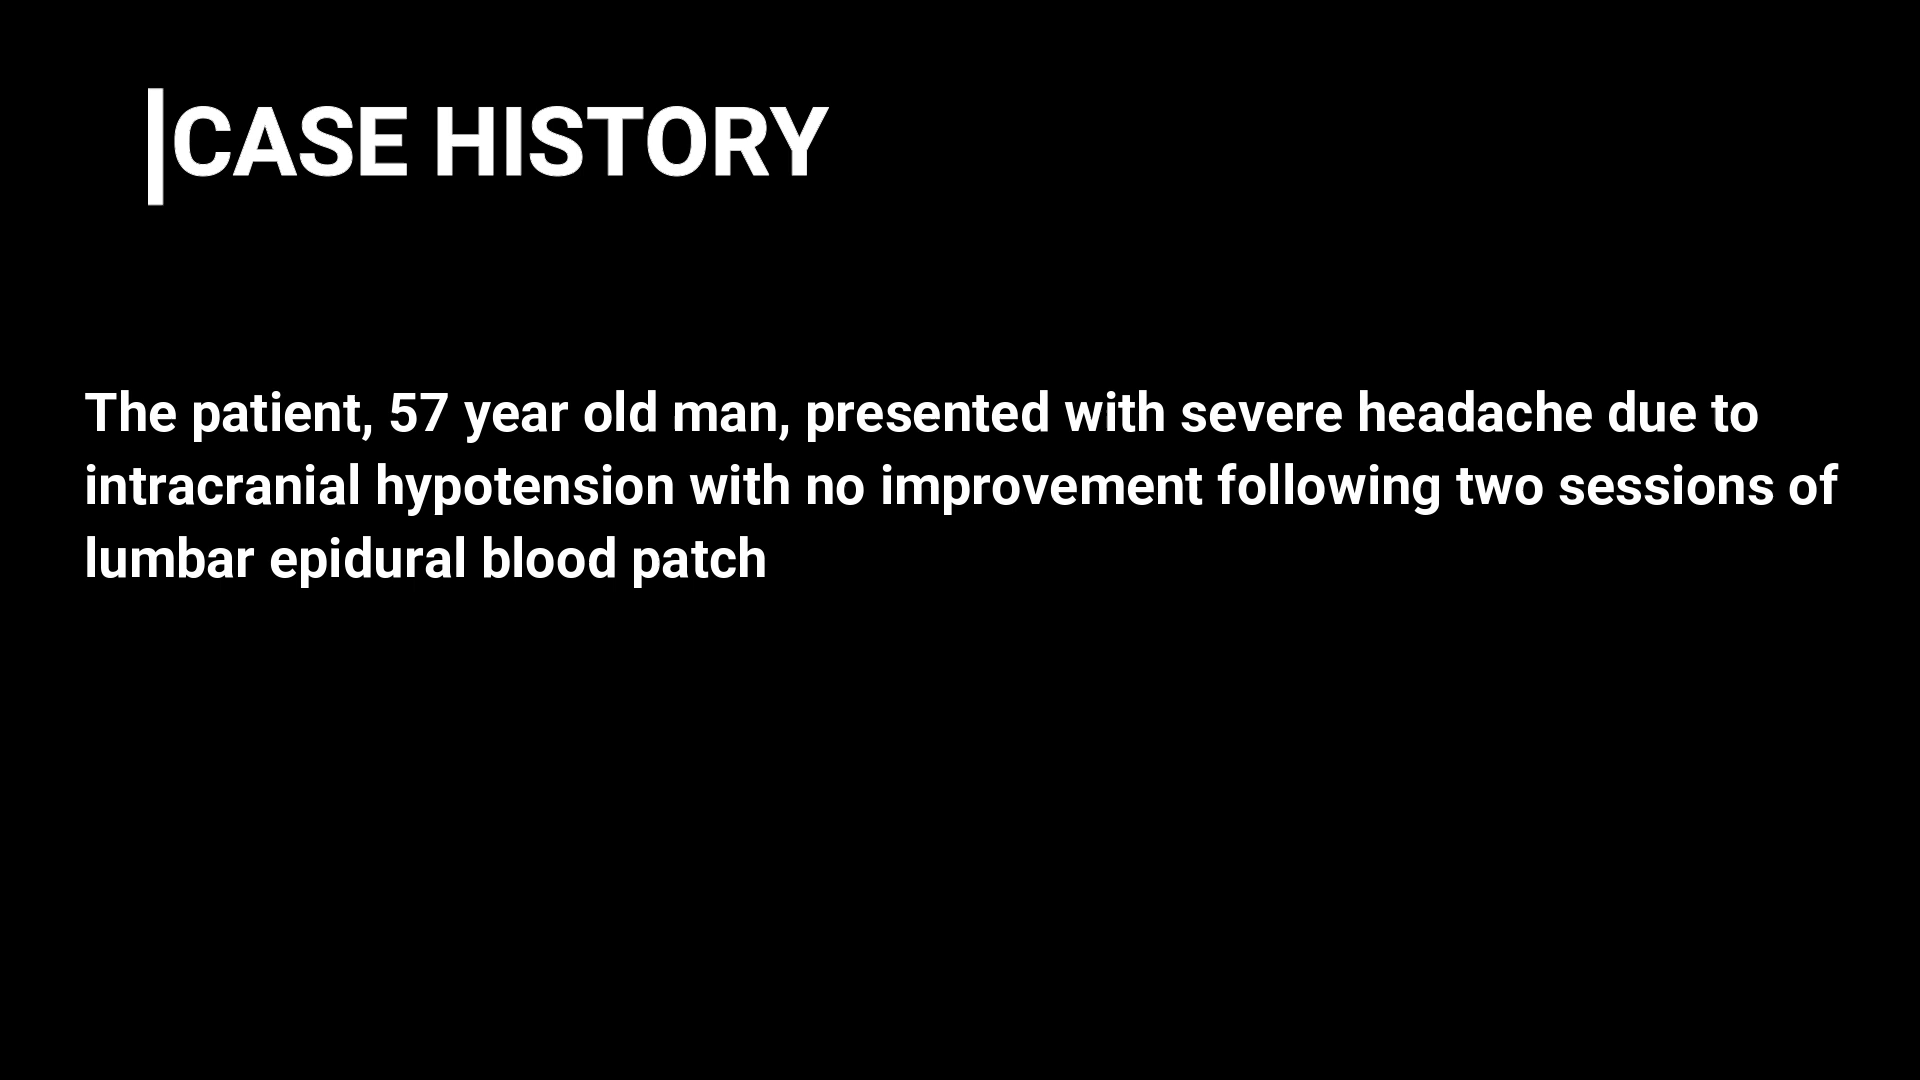 CASE HISTORY
The patient, 57 year old man, presented with severe headache due to
intracranial hypotension with no improvement following two sessions of
lumbar epidural blood patch